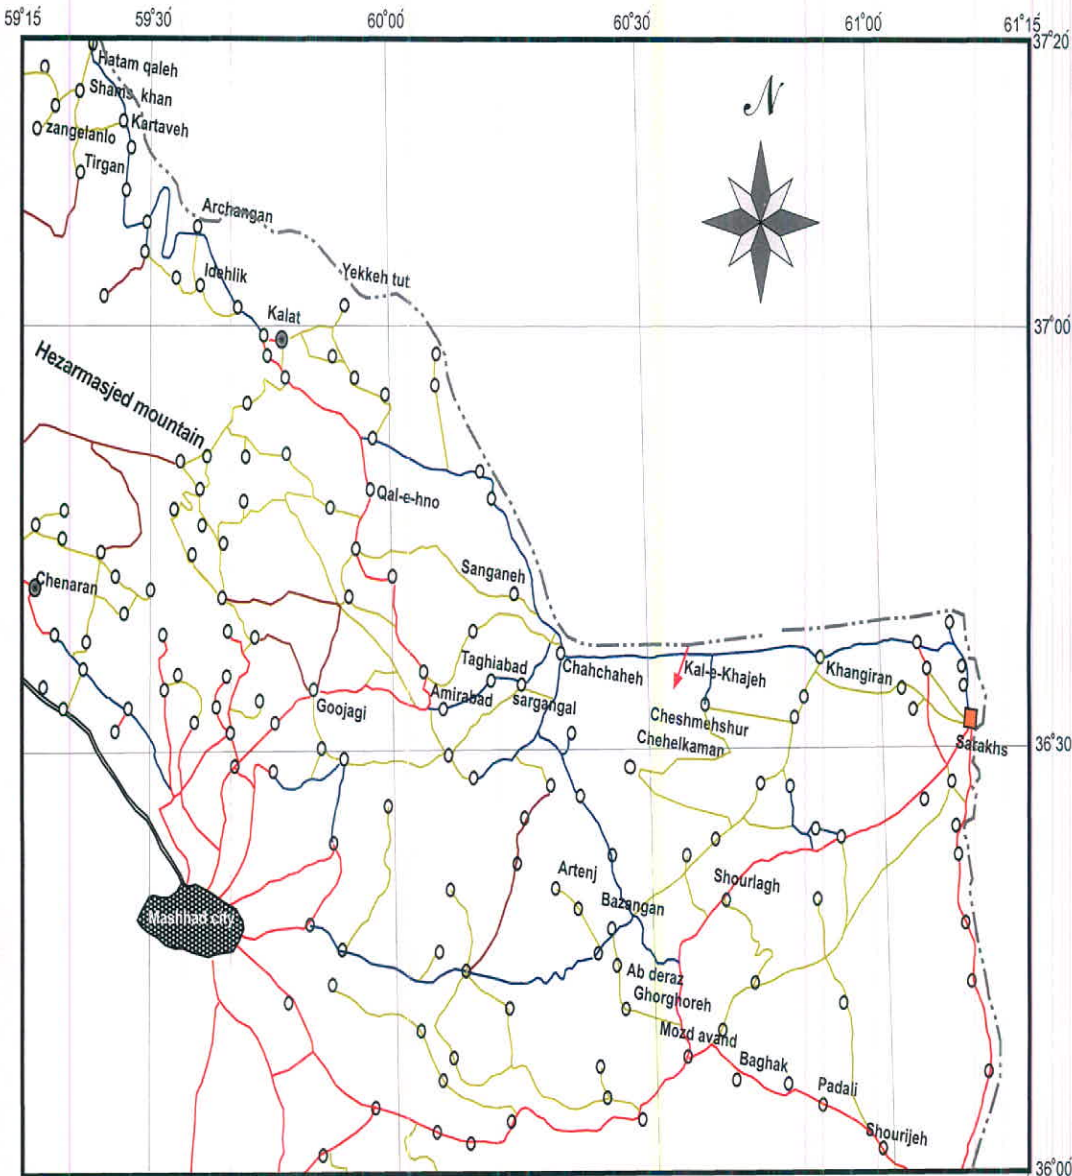 59°15
59°30
60°00
60°30
61°00
61°15
37°20
N
Hatam qaleh
Shams khan
Kartaveh
zangelanlo
Tirgan
Archangan
Idehlik
Yekkeh tut
Kalat
37°00
Hezarmasjed mountain
Qal-e-hno
Sanganeh
Chenaran
Taghiabad
Chahchaheh
Kal-e-Khajeh
Khangiran
Amirabad
sargangal
Goojagi
Cheshmehshur
Chehelkaman
Sarakhs
36°30
Artenj
Shourlagh
Bazangan
Mashhad city
Ab deraz
Ghorghoreh
Mozd avand
Baghak
Padali
Shourijeh
36°00